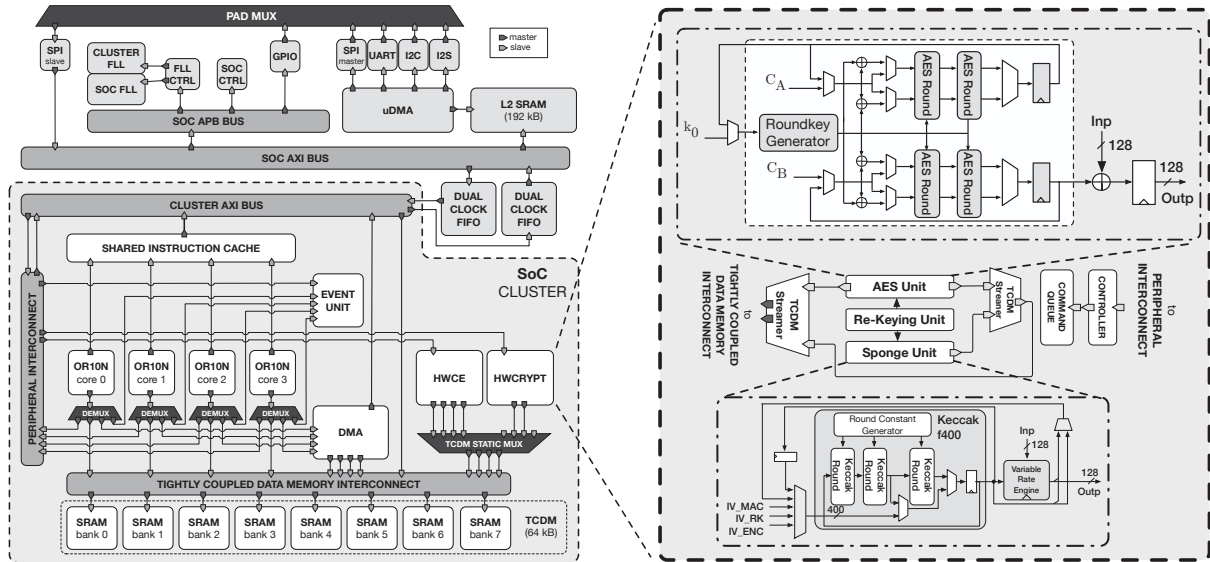 PAD MUX
SPI
slave
CLUSTER
FLL
SOC FLL
FLL
CTRL
SOC
CTRL
GPIO
SPI
master
UART
I2C
I2S
master
slave
uDMA
L2 SRAM
(192 kB)
SOC APB BUS
SOC AXI BUS
CLUSTER AXI BUS
DUAL
CLOCK
FIFO
DUAL
CLOCK
FIFO
SHARED INSTRUCTION CACHE
SoC
CLUSTER
EVENT
UNIT
PERIPHERAL INTERCONNECT
OR10N
core 0
OR10N
core 1
OR10N
core 2
OR10N
core 3
HWCE
HWCRYPT
DEMUX
DEMUX
DEMUX
DEMUX
DMA
TCDM STATIC MUX
TIGHTLY COUPLED DATA MEMORY INTERCONNECT
SRAM
bank 0
SRAM
bank 1
SRAM
bank 2
SRAM
bank 3
SRAM
bank 4
SRAM
bank 5
SRAM
bank 6
SRAM
bank 7
TCDM
(64 kB)
C_A
k_0
Roundkey
Generator
C_B
AES Round
AES Round
AES Round
AES Round
Inp
128
128
Outp
to
TIGHTLY COUPLED
DATA MEMORY
INTERCONNECT
TCDM
Streamer
AES Unit
Re-Keying Unit
Sponge Unit
TCDM
Streamer
COMMAND
QUEUE
CONTROLLER
to
PERIPHERAL
INTERCONNECT
Round Constant
Generator
Keccak
f400
Keccak
Round
Keccak
Round
Keccak
Round
IV_MAC
IV_RK
IV_ENC
400
Inp
128
Variable
Rate
Engine
128
Outp